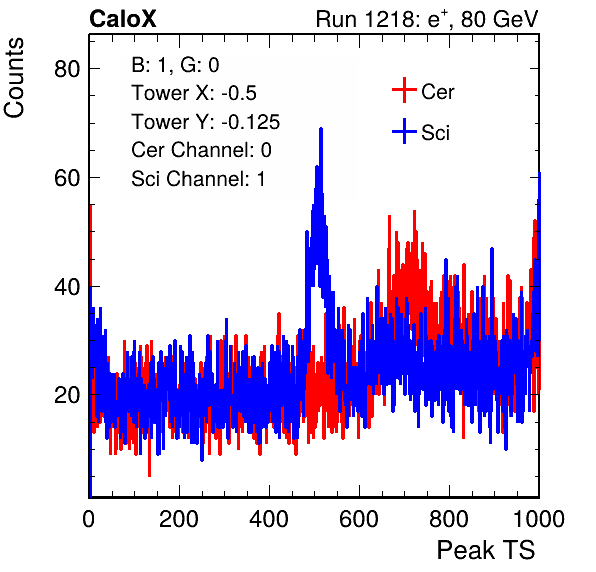 CaloX Run 1218: e⁺, 80 GeV
Counts
B: 1, G: 0
Tower X: -0.5
Tower Y: -0.125
Cer Channel: 0
Sci Channel: 1
Cer
Sci
80
60
40
20
0 200 400 600 800 1000
Peak TS